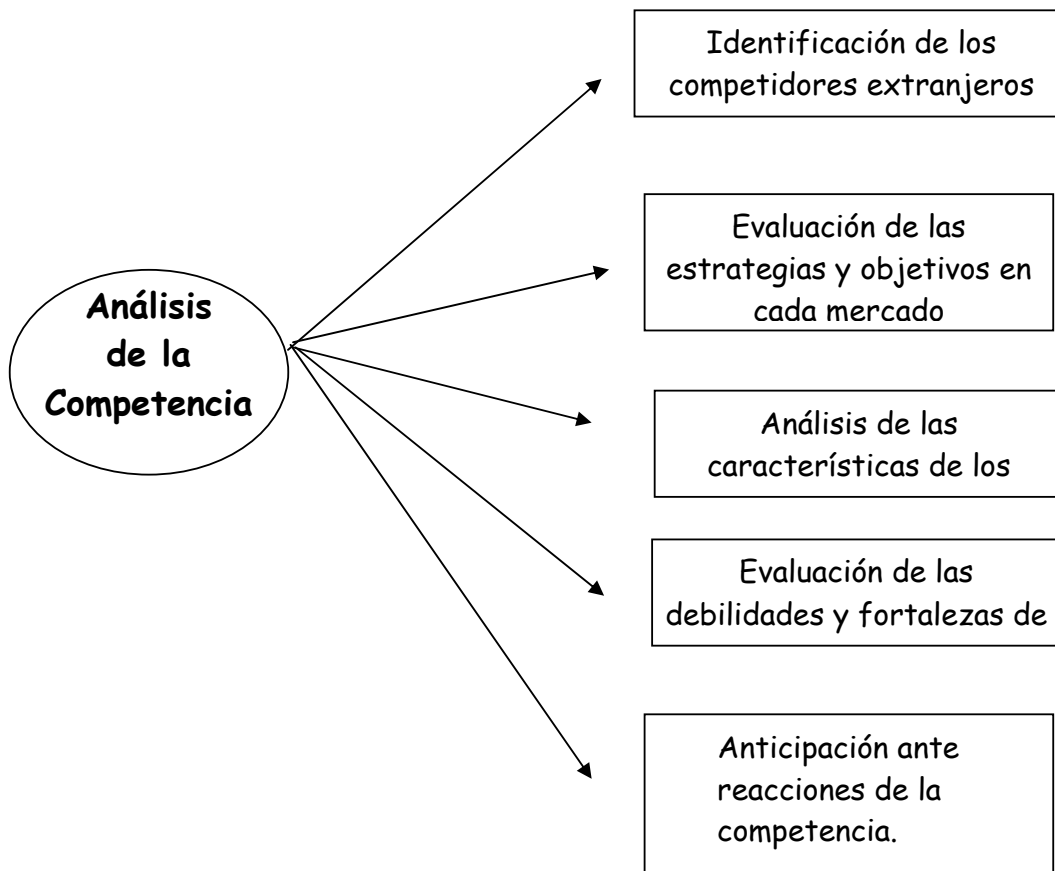 Identificación de los
competidores extranjeros
Evaluación de las
estrategias y objetivos en
cada mercado
Análisis
de la
Competencia
Análisis de las
características de los
Evaluación de las
debilidades y fortalezas de
Anticipación ante
reacciones de la
competencia.